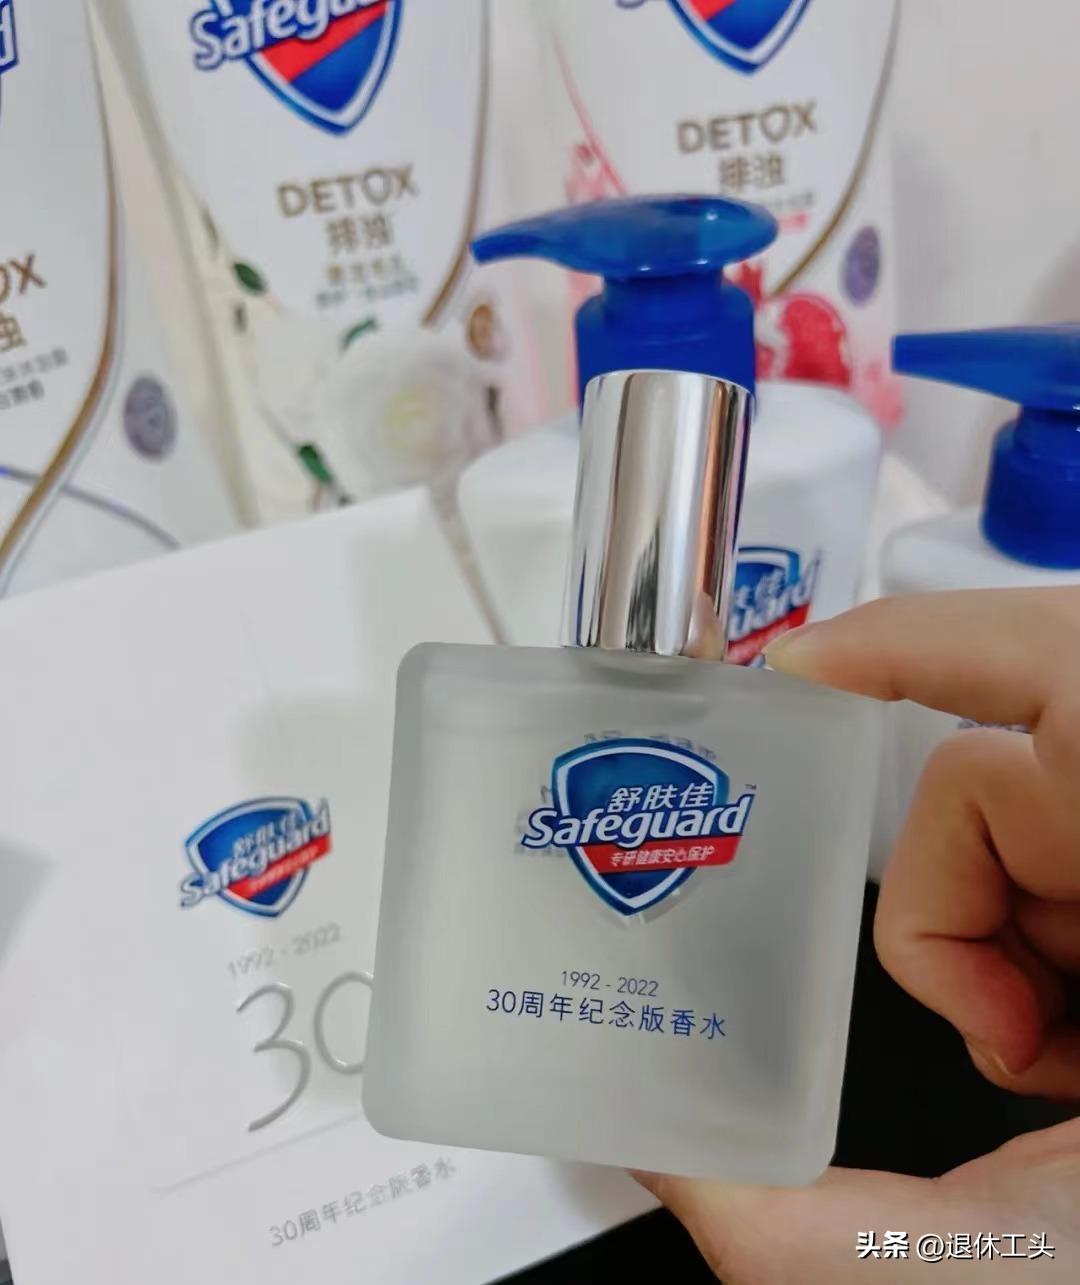 Safeguard
DETOX
排浊
DETOX
排浊
舒肤佳
Safeguard
专研健康安心保护
1992 - 2022
30周年纪念版香水
舒肤佳
Safeguard
1992 - 2022
30
30周年纪念版香水
头条 @退休工头